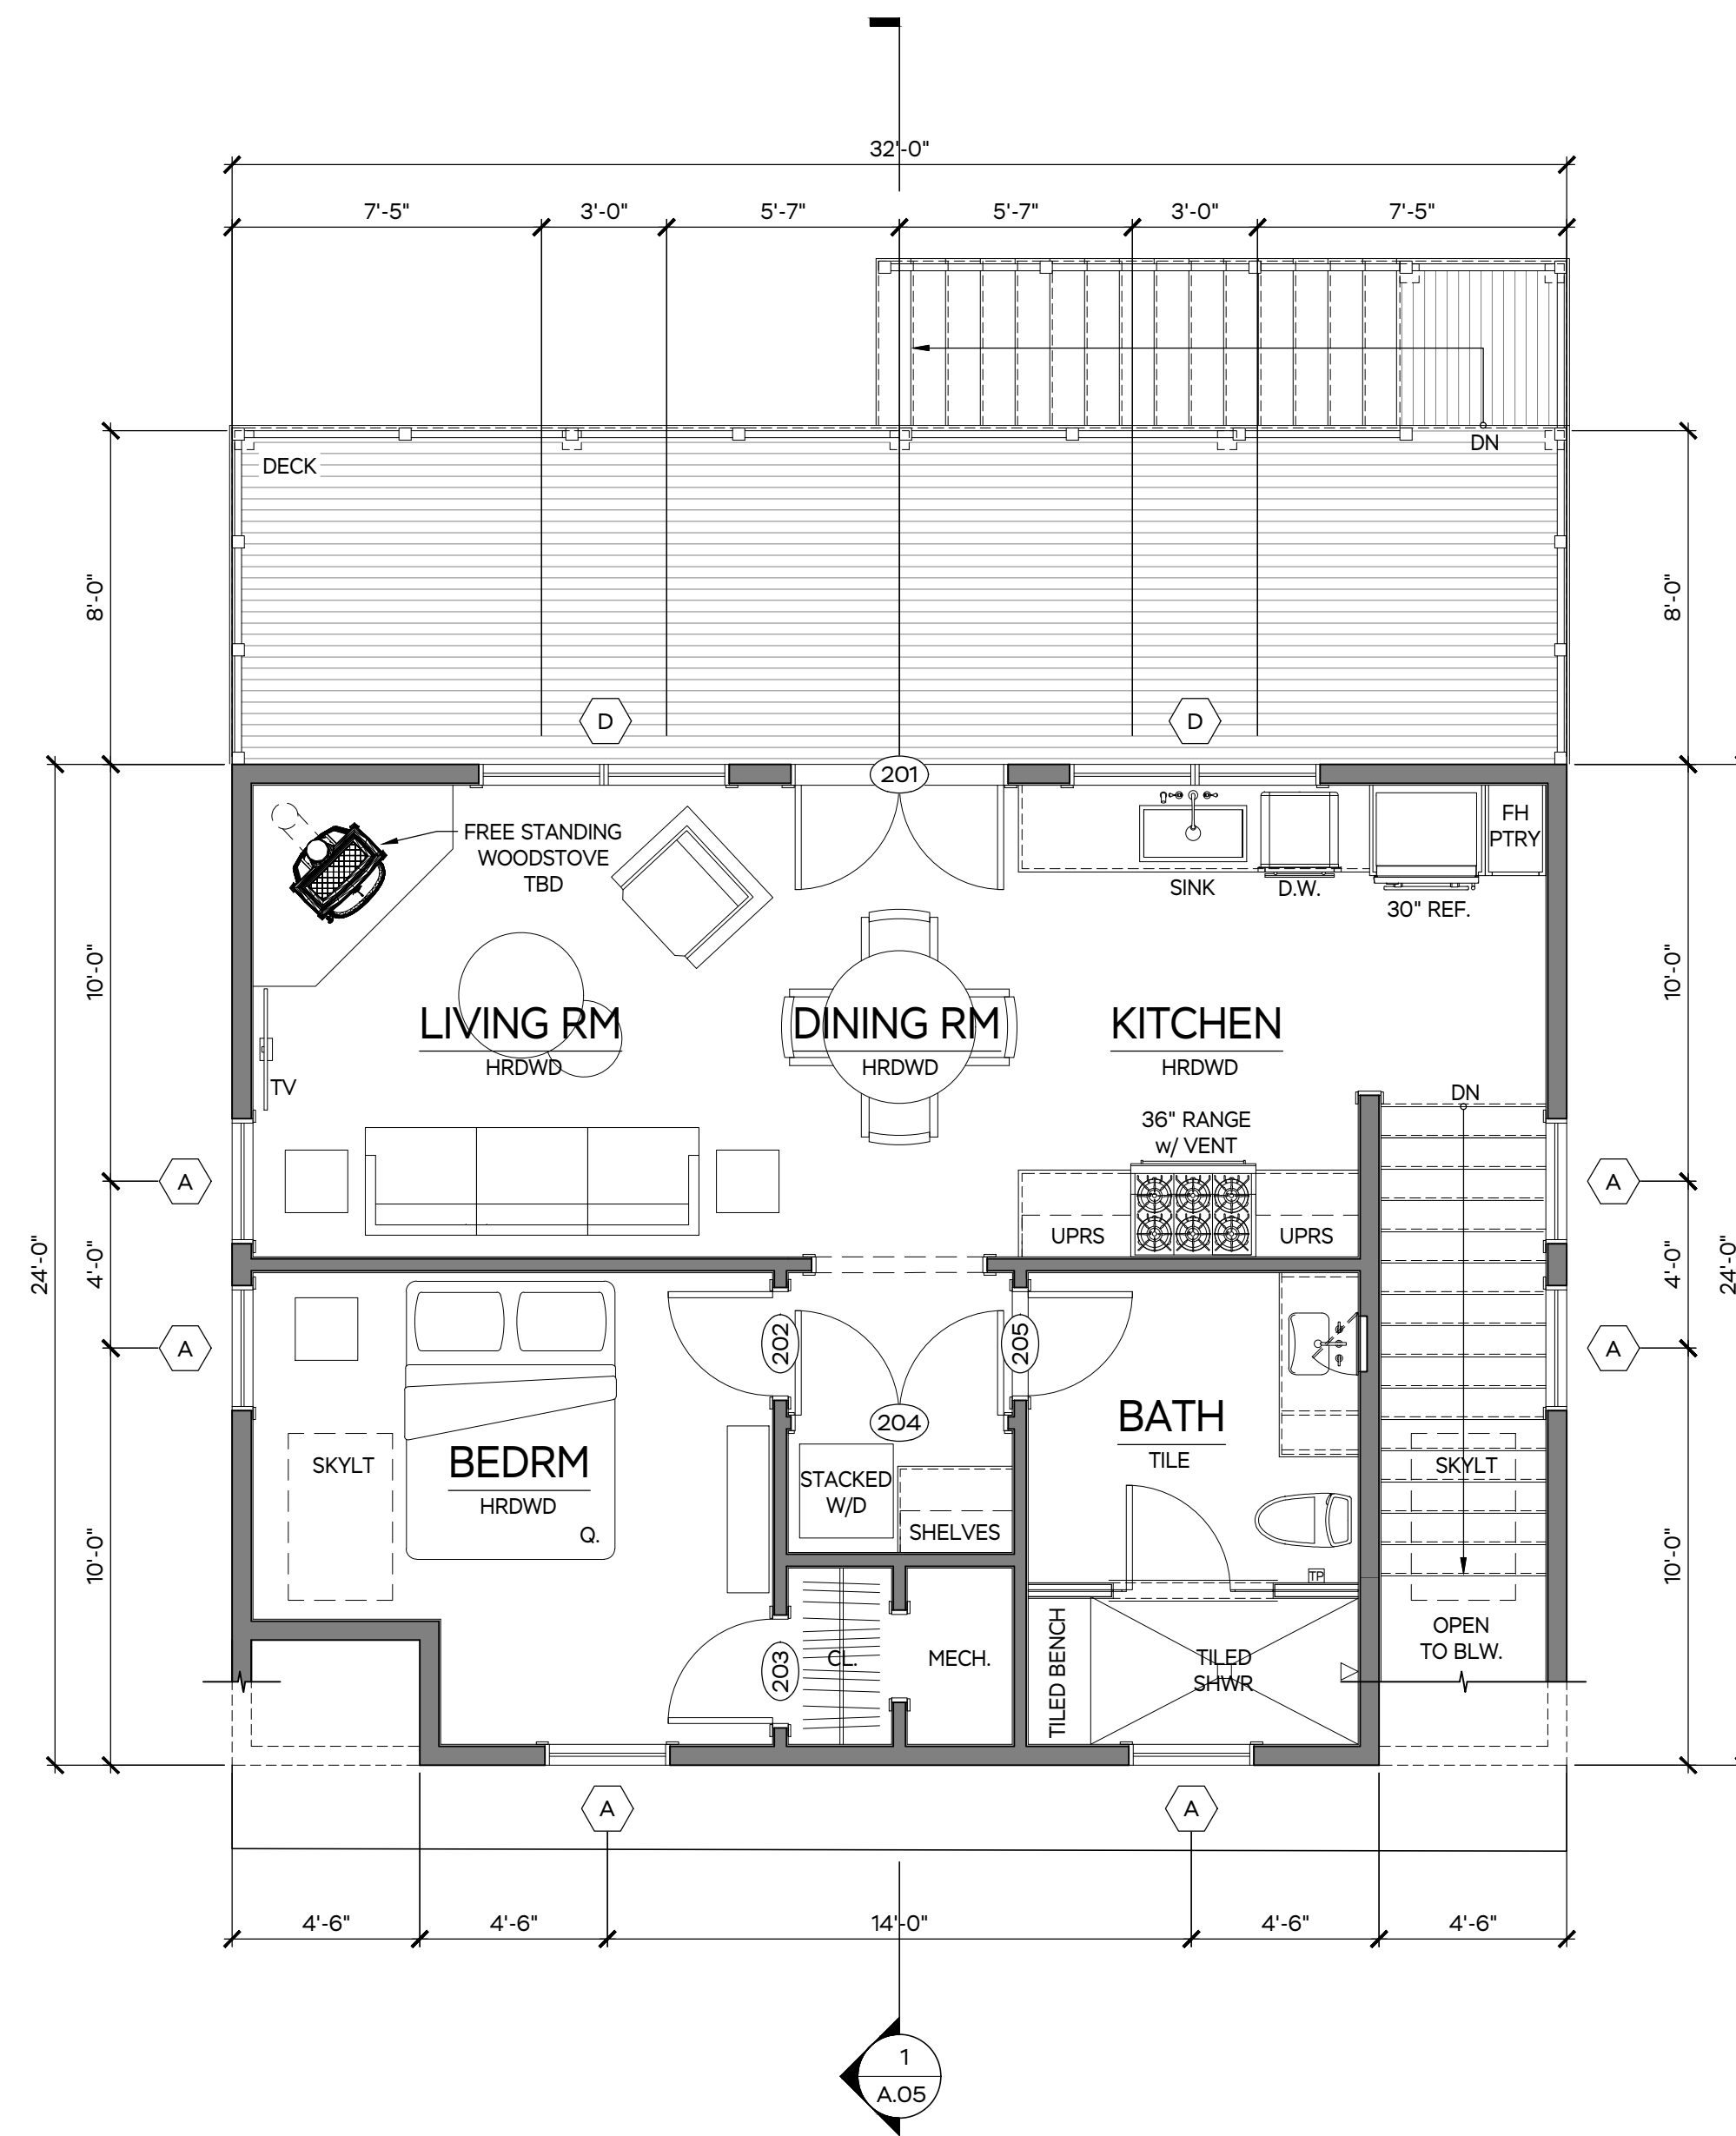 32'-0"
7'-5"
3'-0"
5'-7"
5'-7"
3'-0"
7'-5"
DN
DECK
8'-0"
8'-0"
D
D
201
FREE STANDING
WOODSTOVE
TBD
FH
PTRY
SINK
D.W.
30" REF.
10'-0"
10'-0"
LIVING RM
HRDWD
DINING RM
HRDWD
KITCHEN
HRDWD
TV
DN
36" RANGE
w/ VENT
A
A
UPRS
UPRS
24'-0"
4'-0"
4'-0"
24'-0"
202
205
A
A
204
BATH
TILE
SKYLT
BEDRM
HRDWD
Q.
STACKED
W/D
SHELVES
SKYLT
10'-0"
10'-0"
TP
OPEN
TO BLW.
203
CL.
MECH.
TILED BENCH
TILED
SHWR
A
A
4'-6"
4'-6"
14'-0"
4'-6"
4'-6"
1
A.05